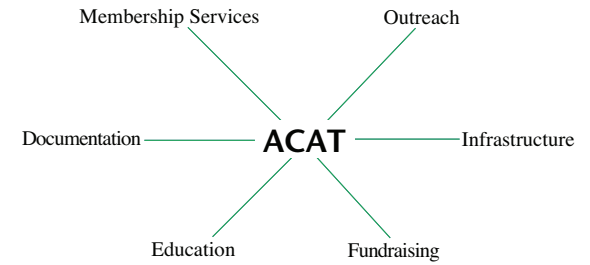 Membership Services
Outreach
Documentation
ACAT
Infrastructure
Education
Fundraising